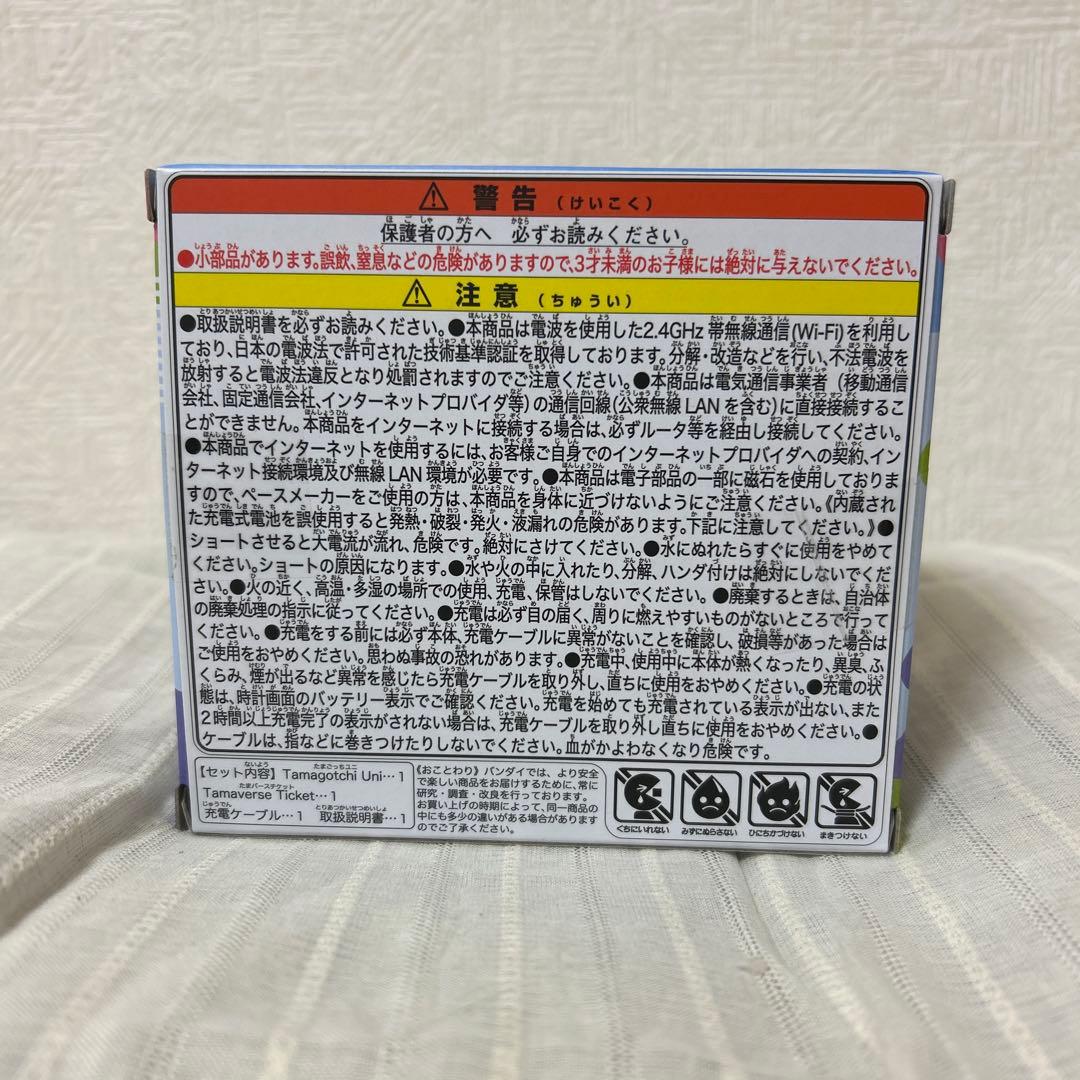 ⚠ 警告 (けいこく)
保護者の方へ 必ずお読みください。
●小部品があります。誤飲、窒息などの危険がありますので、3才未満のお子様には絶対に与えないでください。
⚠ 注意 (ちゅうい)
●取扱説明書を必ずお読みください。●本商品は電波を使用した2.4GHz 帯無線通信(Wi-Fi)を利用し
ており、日本の電波法で許可された技術基準認証を取得しております。分解・改造などを行い、不法電波を
放射すると電波法違反となり処罰されますのでご注意ください。●本商品は電気通信事業者（移動通信
会社、固定通信会社、インターネットプロバイダ等）の通信回線(公衆無線 LAN を含む)に直接接続するこ
とができません。本商品をインターネットに接続する場合は、必ずルータ等を経由し接続してください。
●本商品でインターネットを使用するには、お客様ご自身でのインターネットプロバイダへの契約、イン
ターネット接続環境及び無線 LAN 環境が必要です。●本商品は電子部品の一部に磁石を使用しており
ますので、ペースメーカーをご使用の方は、本商品を身体に近づけないようにご注意ください。《内蔵され
た充電式電池を誤使用すると発熱・破裂・発火・液漏れの危険があります。下記に注意してください。》●
ショートさせると大電流が流れ、危険です。絶対にさけてください。●水にぬれたらすぐに使用をやめて
ください。ショートの原因になります。●水や火の中に入れたり、分解、ハンダ付けは絶対にしないでくだ
さい。●火の近く、高温・多湿の場所での使用、充電、保管はしないでください。●廃棄するときは、自治体
の廃棄処理の指示に従ってください。●充電は必ず目の届く、周りに燃えやすいものがないところで行って
ください。●充電をする前には必ず本体、充電ケーブルに異常がないことを確認し、破損等があった場合は
ご使用をおやめください。思わぬ事故の恐れがあります。●充電中、使用中に本体が熱くなったり、異臭、ふ
くらみ、煙が出るなど異常を感じたら充電ケーブルを取り外し、直ちに使用をおやめください。●充電の状
態は、時計画面のバッテリー表示でご確認ください。充電を始めても充電されている表示が出ない、また
2時間以上充電完了の表示がされない場合は、充電ケーブルを取り外し直ちに使用をおやめください。●
ケーブルは、指などに巻きつけたりしないでください。血がかよわなくなり危険です。
【セット内容】Tamagotchi Uni…1
Tamaverse Ticket…1
充電ケーブル…1 取扱説明書…1
《おことわり》バンダイでは、より安全
で楽しい商品をお届けするために、常に
研究・調査・改良を行っております。
お買い上げの時期によって、同一商品の
中にも多少の違いがある場合があります
のでご了承ください。
くちにいれない みずにぬらさない ひにちかづけない まきつけない